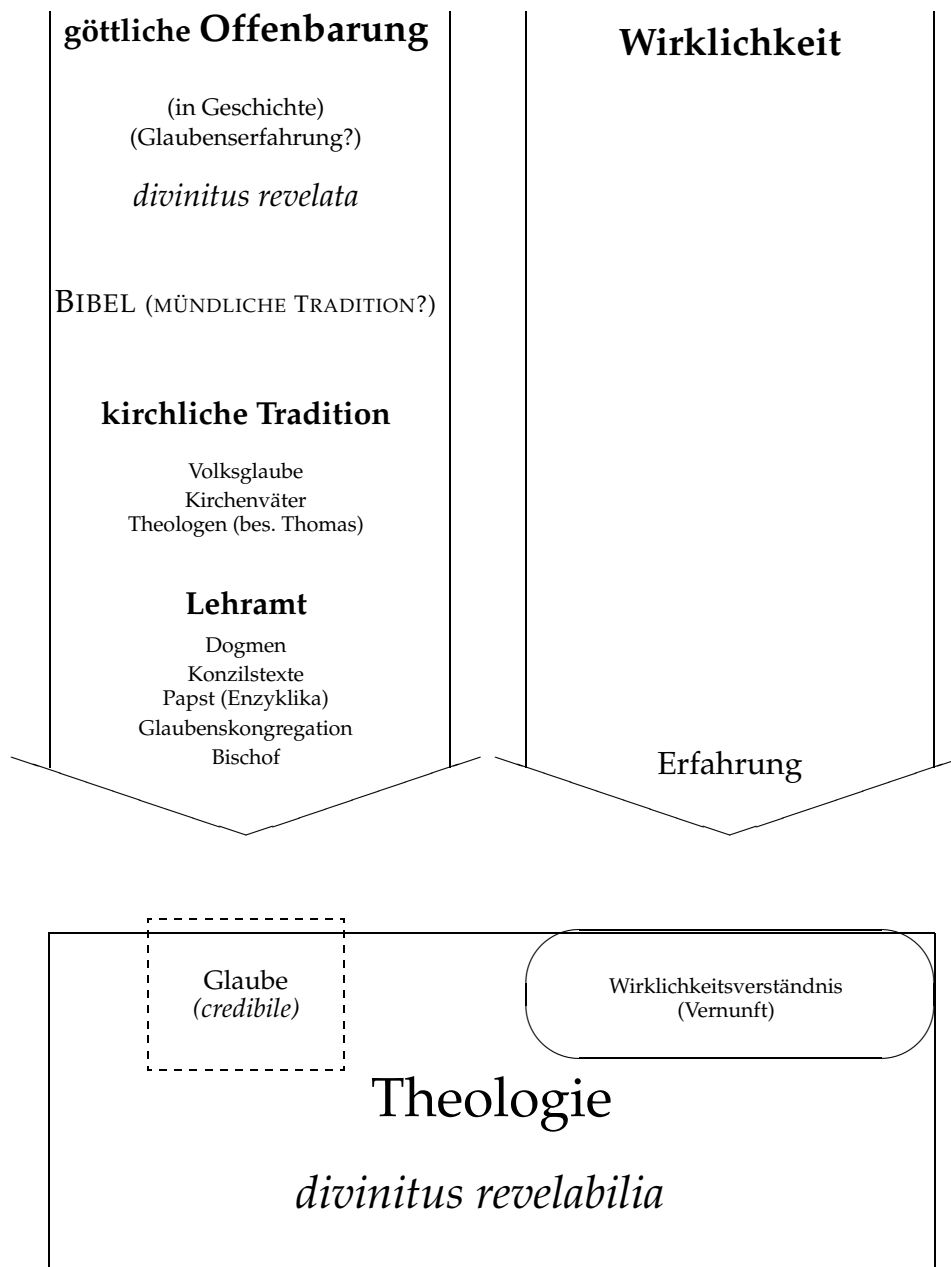 göttliche Offenbarung
(in Geschichte)
(Glaubenserfahrung?)
divinitus revelata
BIBEL (MÜNDLICHE TRADITION?)
kirchliche Tradition
Volksglaube
Kirchenväter
Theologen (bes. Thomas)
Lehramt
Dogmen
Konzilstexte
Papst (Enzyklika)
Glaubenskongregation
Bischof
Wirklichkeit
Erfahrung
Glaube
(credibile)
Wirklichkeitsverständnis
(Vernunft)
Theologie
divinitus revelabilia